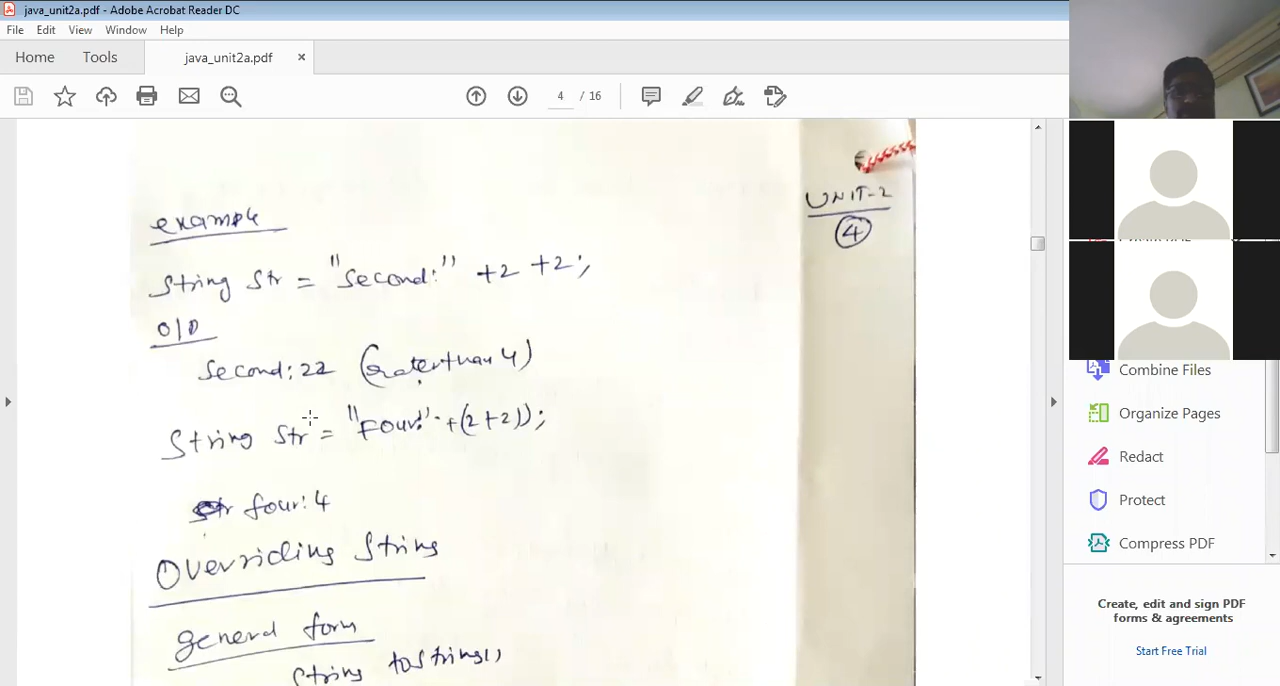 java_unit2a.pdf - Adobe Acrobat Reader DC
File Edit View Window Help
Home Tools java_unit2a.pdf ×
4 / 16
UNIT-2
4
example
String str = "Second:" +2 +2;
O/P
Second: 22 (raterthan 4)
String str = "Four:" +(2+2));
four: 4
Overriding String
general form
String toString()
Combine Files
Organize Pages
Redact
Protect
Compress PDF
Create, edit and sign PDF
forms & agreements
Start Free Trial